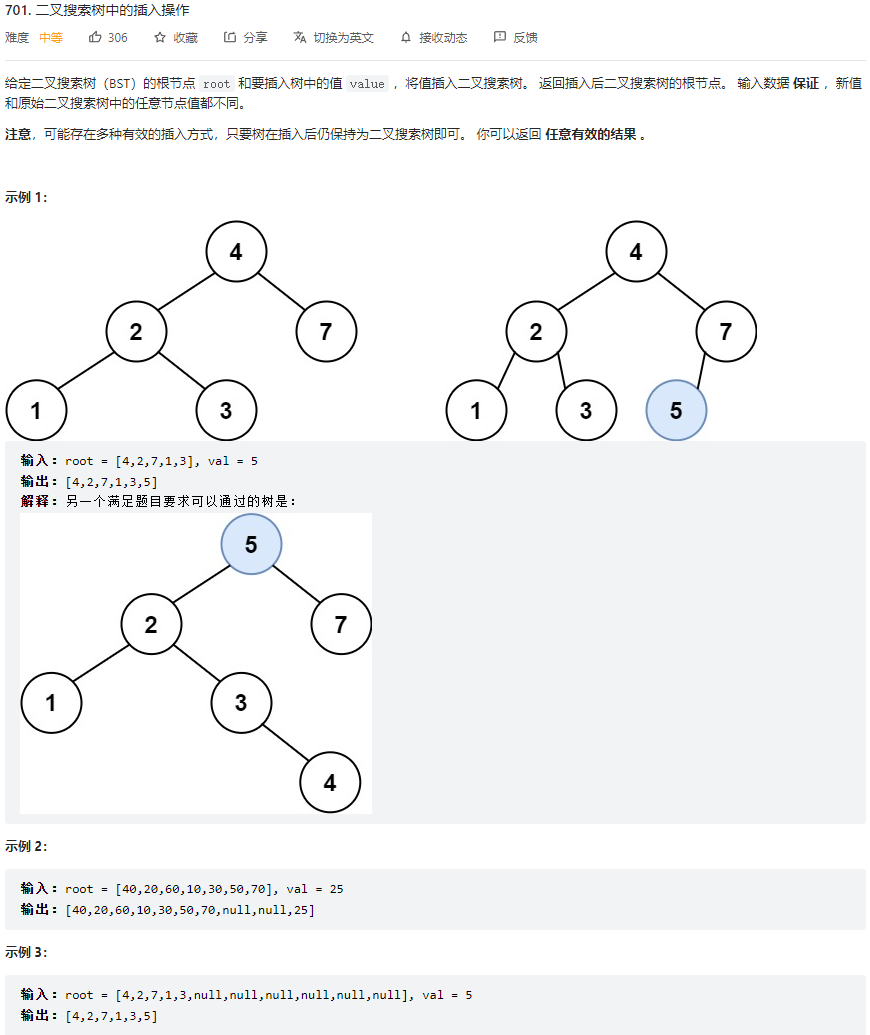 701. 二叉搜索树中的插入操作
难度 中等 306 收藏 分享 切换为英文 接收动态 反馈
给定二叉搜索树（BST）的根节点 root 和要插入树中的值 value ，将值插入二叉搜索树。 返回插入后二叉搜索树的根节点。 输入数据 保证 ，新值
和原始二叉搜索树中的任意节点值都不同。
注意，可能存在多种有效的插入方式，只要树在插入后仍保持为二叉搜索树即可。 你可以返回 任意有效的结果 。
示例 1：
4 4
2 7 2 7
1 3 1 3 5
输入：root = [4,2,7,1,3], val = 5
输出：[4,2,7,1,3,5]
解释：另一个满足题目要求可以通过的树是：
5
2 7
1 3
4
示例 2：
输入：root = [40,20,60,10,30,50,70], val = 25
输出：[40,20,60,10,30,50,70,null,null,25]
示例 3：
输入：root = [4,2,7,1,3,null,null,null,null,null,null], val = 5
输出：[4,2,7,1,3,5]